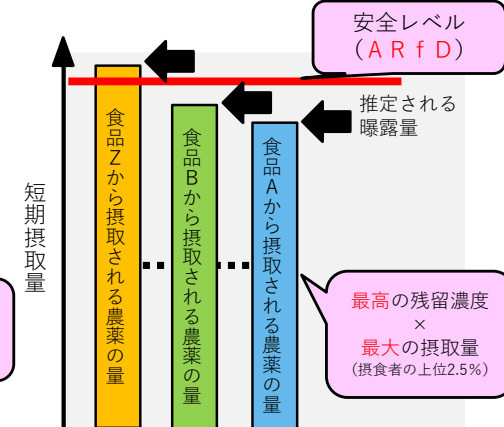 安全レベル
（ＡＲｆＤ）
推定される
曝露量
短期摂取量
食品Zから摂取される農薬の量
食品Bから摂取される農薬の量
食品Aから摂取される農薬の量
最高の残留濃度
×
最大の摂取量
(摂食者の上位2.5%)